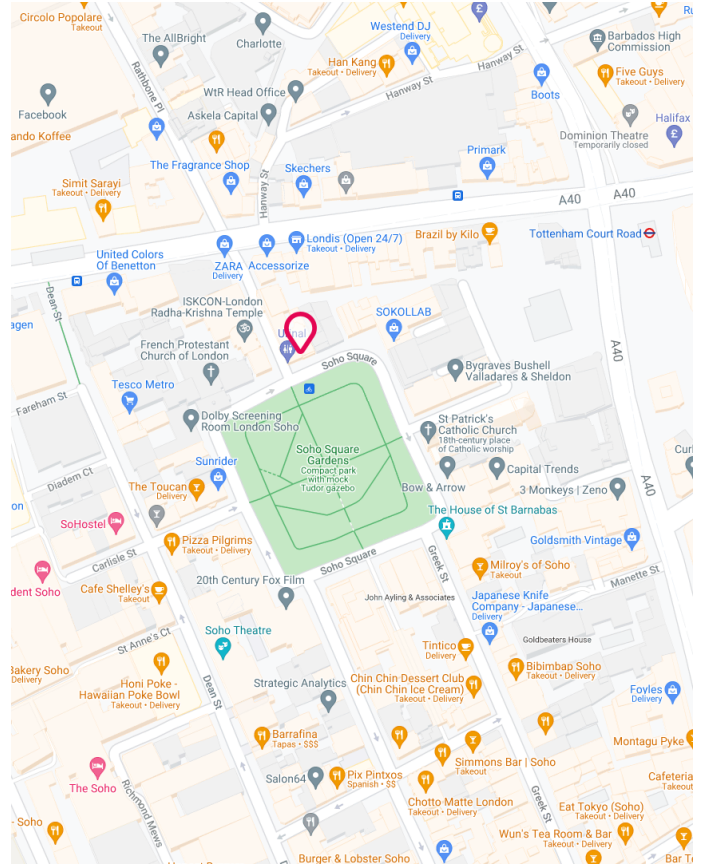 Circolo Popolare
Takeout
The AllBright
Charlotte
Westend DJ
Delivery
Han Kang
Takeout • Delivery
Hanway St
Barbados High
Commission
Five Guys
Takeout • Delivery
Rathbone Pl
Facebook
WtR Head Office
Askela Capital
Hanway St
Boots
Halifax
Dominion Theatre
Temporarily closed
ando Koffee
The Fragrance Shop
Skechers
Primark
Simit Sarayi
Takeout • Delivery
Hanway St
A40
A40
Londis (Open 24/7)
Takeout • Delivery
Brazil by Kilo
Tottenham Court Road
United Colors
Of Benetton
ZARA
Delivery
Accessorize
Dean St
ISKCON-London
Radha-Krishna Temple
SOKOLLAB
agen
French Protestant
Church of London
Soho Square
A40
Bygraves Bushell
Valladares & Sheldon
Tesco Metro
Fareham St
Dolby Screening
Room London Soho
St Patrick's
Catholic Church
18th-century place
of Catholic worship
Soho Square
Gardens
Compact park
with mock
Tudor gazebo
Sunrider
Diadem Ct
The Toucan
Delivery
Capital Trends
Bow & Arrow
3 Monkeys | Zeno
A40
on
SoHostel
The House of St Barnabas
Pizza Pilgrims
Takeout • Delivery
Goldsmith Vintage
Carlisle St
Soho Square
Greek St
dent Soho
20th Century Fox Film
Milroy's of Soho
Takeout
Manette St
Cafe Shelley's
Takeout
John Ayling & Associates
Japanese Knife
Company - Japanese...
Delivery
St Anne's Ct
Soho Theatre
Goldbeaters House
Tintico
Delivery
Bakery Soho
Delivery
Bibimbap Soho
Takeout • Delivery
Honi Poke -
Hawaiian Poke Bowl
Takeout • Delivery
Dean St
Strategic Analytics
Chin Chin Dessert Club
(Chin Chin Ice Cream)
Takeout • Delivery
Foyles
Delivery
Barrafina
Tapas • $$$
Montagu Pyke
The Soho
Richmond Mews
Salon64
Pix Pintxos
Spanish • $$
Simmons Bar | Soho
Takeout
Cafeteria
Takeout
Chotto Matte London
Takeout • Delivery
Greek St
Eat Tokyo (Soho)
Takeout • Delivery
- Soho
Wun's Tea Room & Bar
Takeout • Delivery
Burger & Lobster Soho